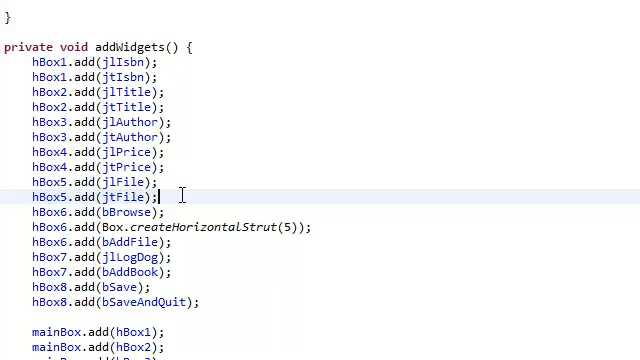 }
private void addWidgets() {
hBox1.add(jlIsbn);
hBox1.add(jtIsbn);
hBox2.add(jlTitle);
hBox2.add(jtTitle);
hBox3.add(jlAuthor);
hBox3.add(jtAuthor);
hBox4.add(jlPrice);
hBox4.add(jtPrice);
hBox5.add(jlFile);
hBox5.add(jtFile);
hBox6.add(bBrowse);
hBox6.add(Box.createHorizontalStrut(5));
hBox6.add(bAddFile);
hBox7.add(jlLogDog);
hBox7.add(bAddBook);
hBox8.add(bSave);
hBox8.add(bSaveAndQuit);
mainBox.add(hBox1);
mainBox.add(hBox2);